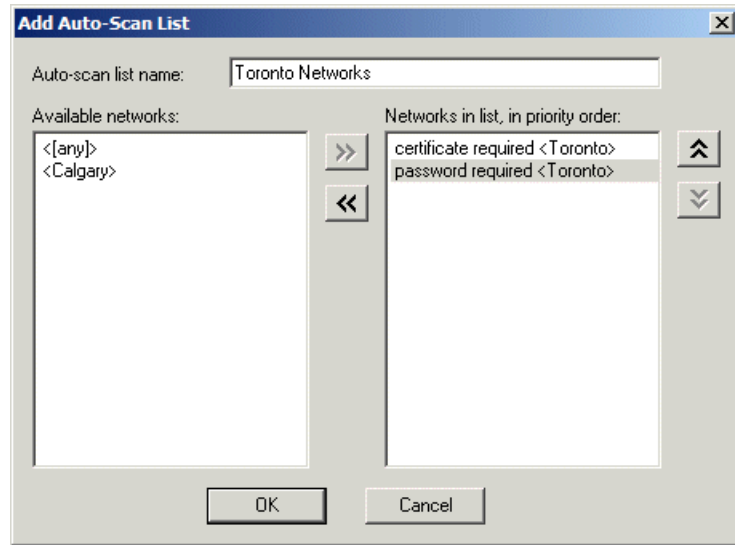 Add Auto-Scan List
Auto-scan list name:
Toronto Networks
Available networks:
Networks in list, in priority order:
<[any]>
<Calgary>
certificate required <Toronto>
password required <Toronto>
OK
Cancel